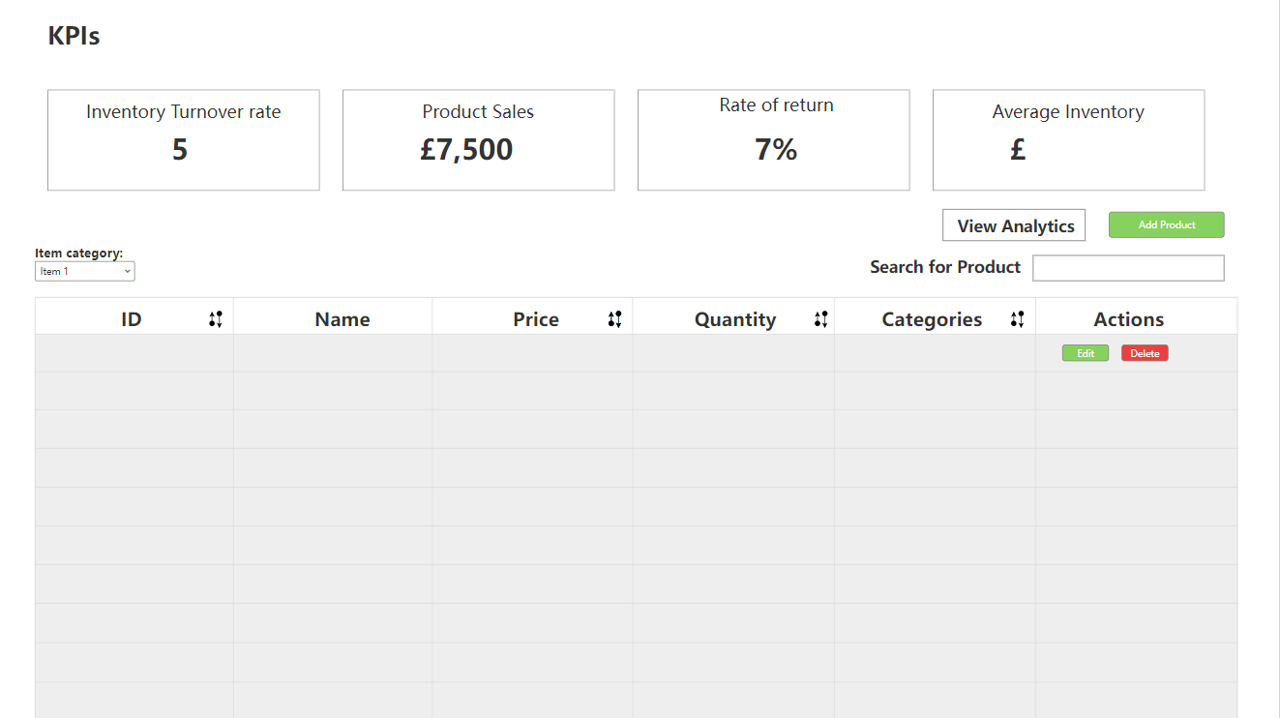 KPIs
Inventory Turnover rate
5
Product Sales
£7,500
Rate of return
7%
Average Inventory
£
View Analytics
Add Product
Item category:
Item 1
Search for Product
ID Name Price Quantity Categories Actions
Edit Delete